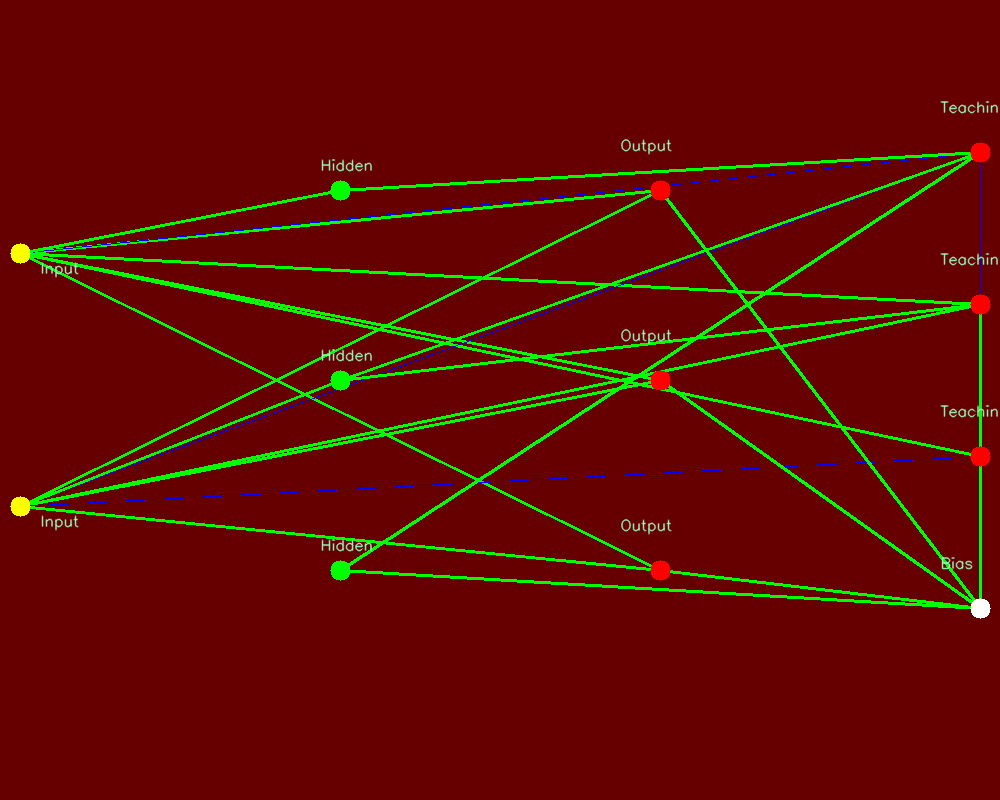 Teachin
Output
Hidden
Teachin
Input
Output
Hidden
Teachin
Input
Output
Hidden
Bias